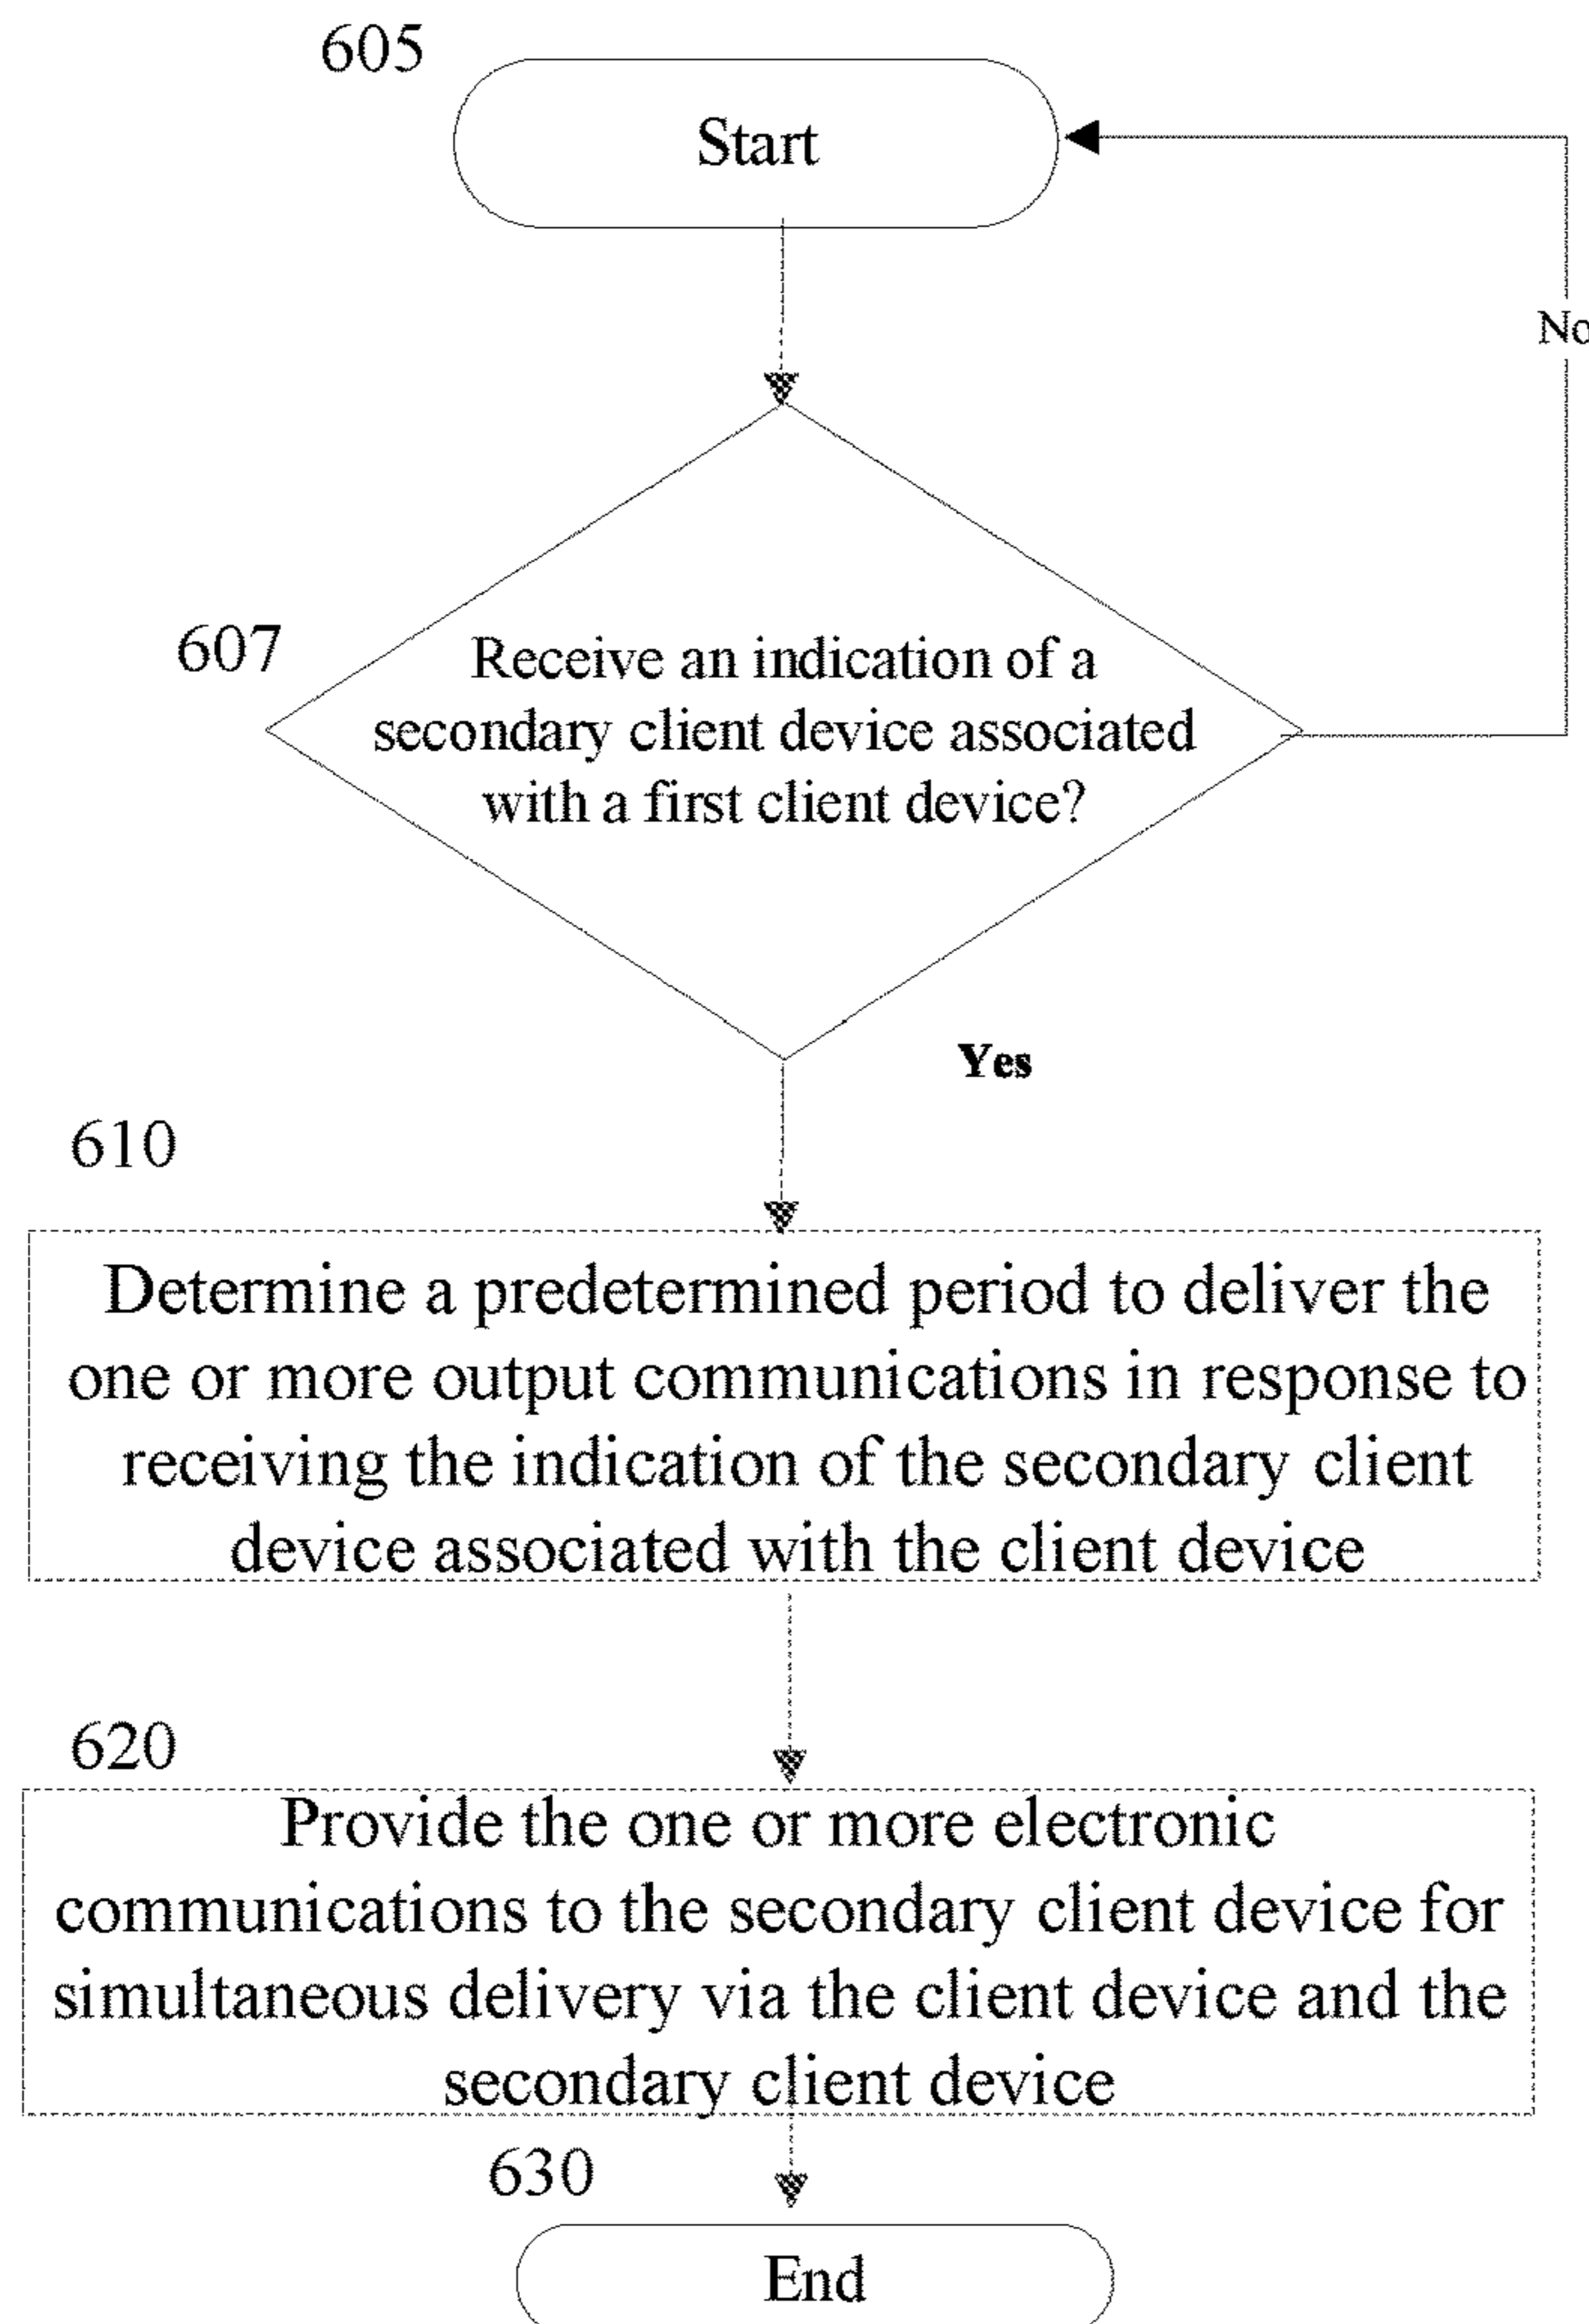 605
Start
No
607
Receive an indication of a
secondary client device associated
with a first client device?
Yes
610
Determine a predetermined period to deliver the
one or more output communications in response to
receiving the indication of the secondary client
device associated with the client device
620
Provide the one or more electronic
communications to the secondary client device for
simultaneous delivery via the client device and the
secondary client device
630
End